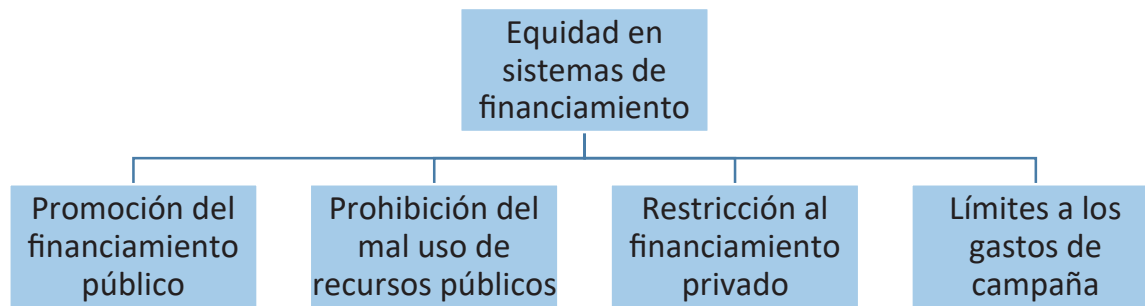 Equidad en
sistemas de
financiamiento
Promoción del
financiamiento
público
Prohibición del
mal uso de
recursos públicos
Restricción al
financiamiento
privado
Límites a los
gastos de
campaña